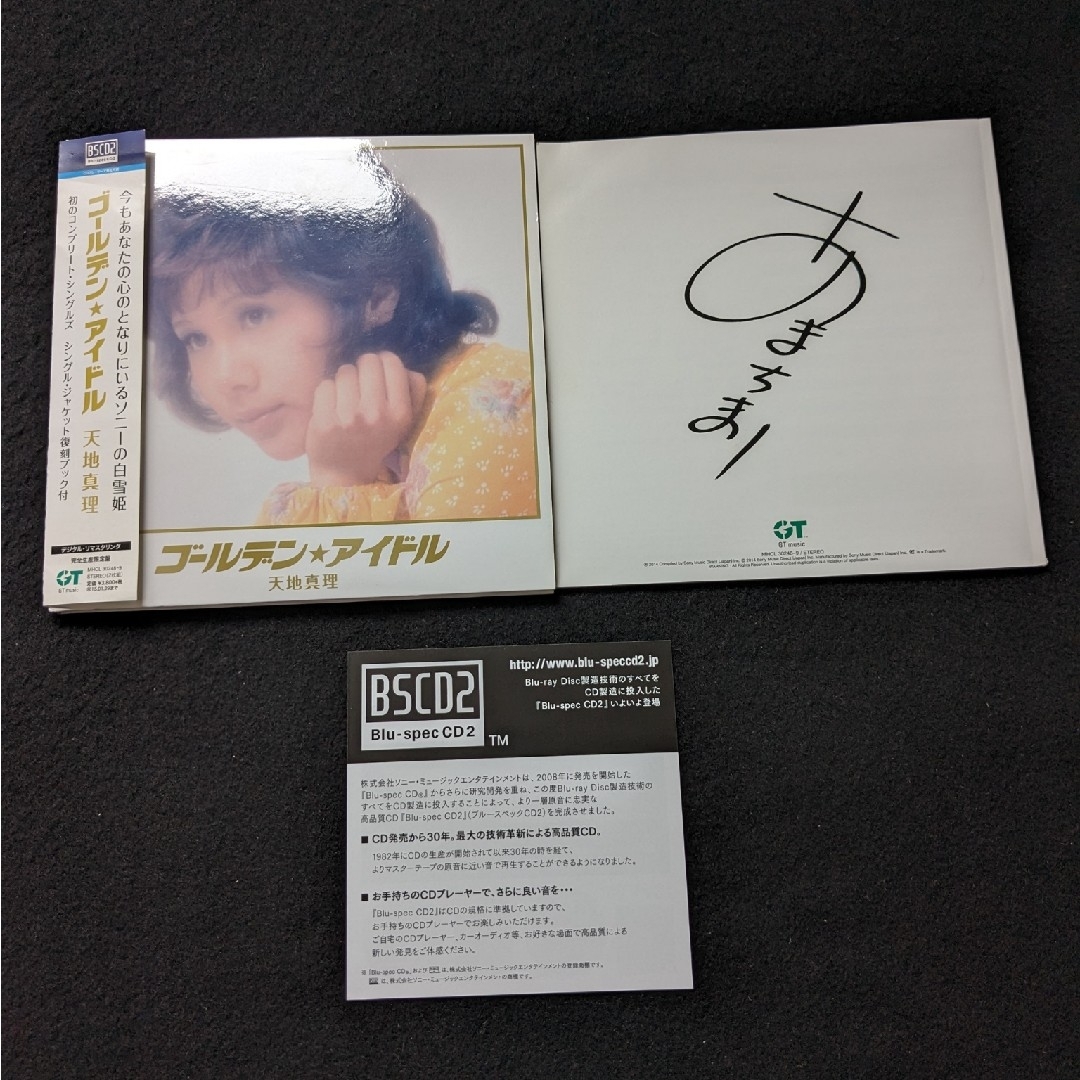 BSCD2
Blu-spec CD2
今もあなたの心のとなりにいるソニーの白雪姫
ゴールデン★アイドル 天地真理
初のコンプリート・シングルズ シングル・ジャケット復刻ブック付
デジタル・リマスタリング
完全生産限定盤
GT
GT music
ゴールデン★アイドル
天地真理
あまちまり
GT
GT music
BSCD2
Blu-spec CD2
TM
http://www.blu-speccd2.jp
Blu-ray Disc製造技術のすべてを
CD製造に投入した
『Blu-spec CD2』いよいよ登場
株式会社ソニー・ミュージックエンタテインメントは、2008年に発売を開始した
『Blu-spec CD®』からさらに研究開発を重ね、この度Blu-ray Disc製造技術の
すべてをCD製造に投入することによって、より一層原音に忠実な
高品質CD『Blu-spec CD2』(ブルースペックCD2)を完成させました。
■ CD発売から30年。最大の技術革新による高品質CD。
1982年にCDの生産が開始されて以来30年の時を経て、
よりマスターテープの原音に近い音で再生することができるようになりました。
■ お手持ちのCDプレーヤーで、さらに良い音を・・・
『Blu-spec CD2』はCDの規格に準拠していますので、
お手持ちのCDプレーヤーでお楽しみいただけます。
ご自宅のCDプレーヤー、カーオーディオ等、お好きな場面で高品質による
新しい発見をご体感ください。